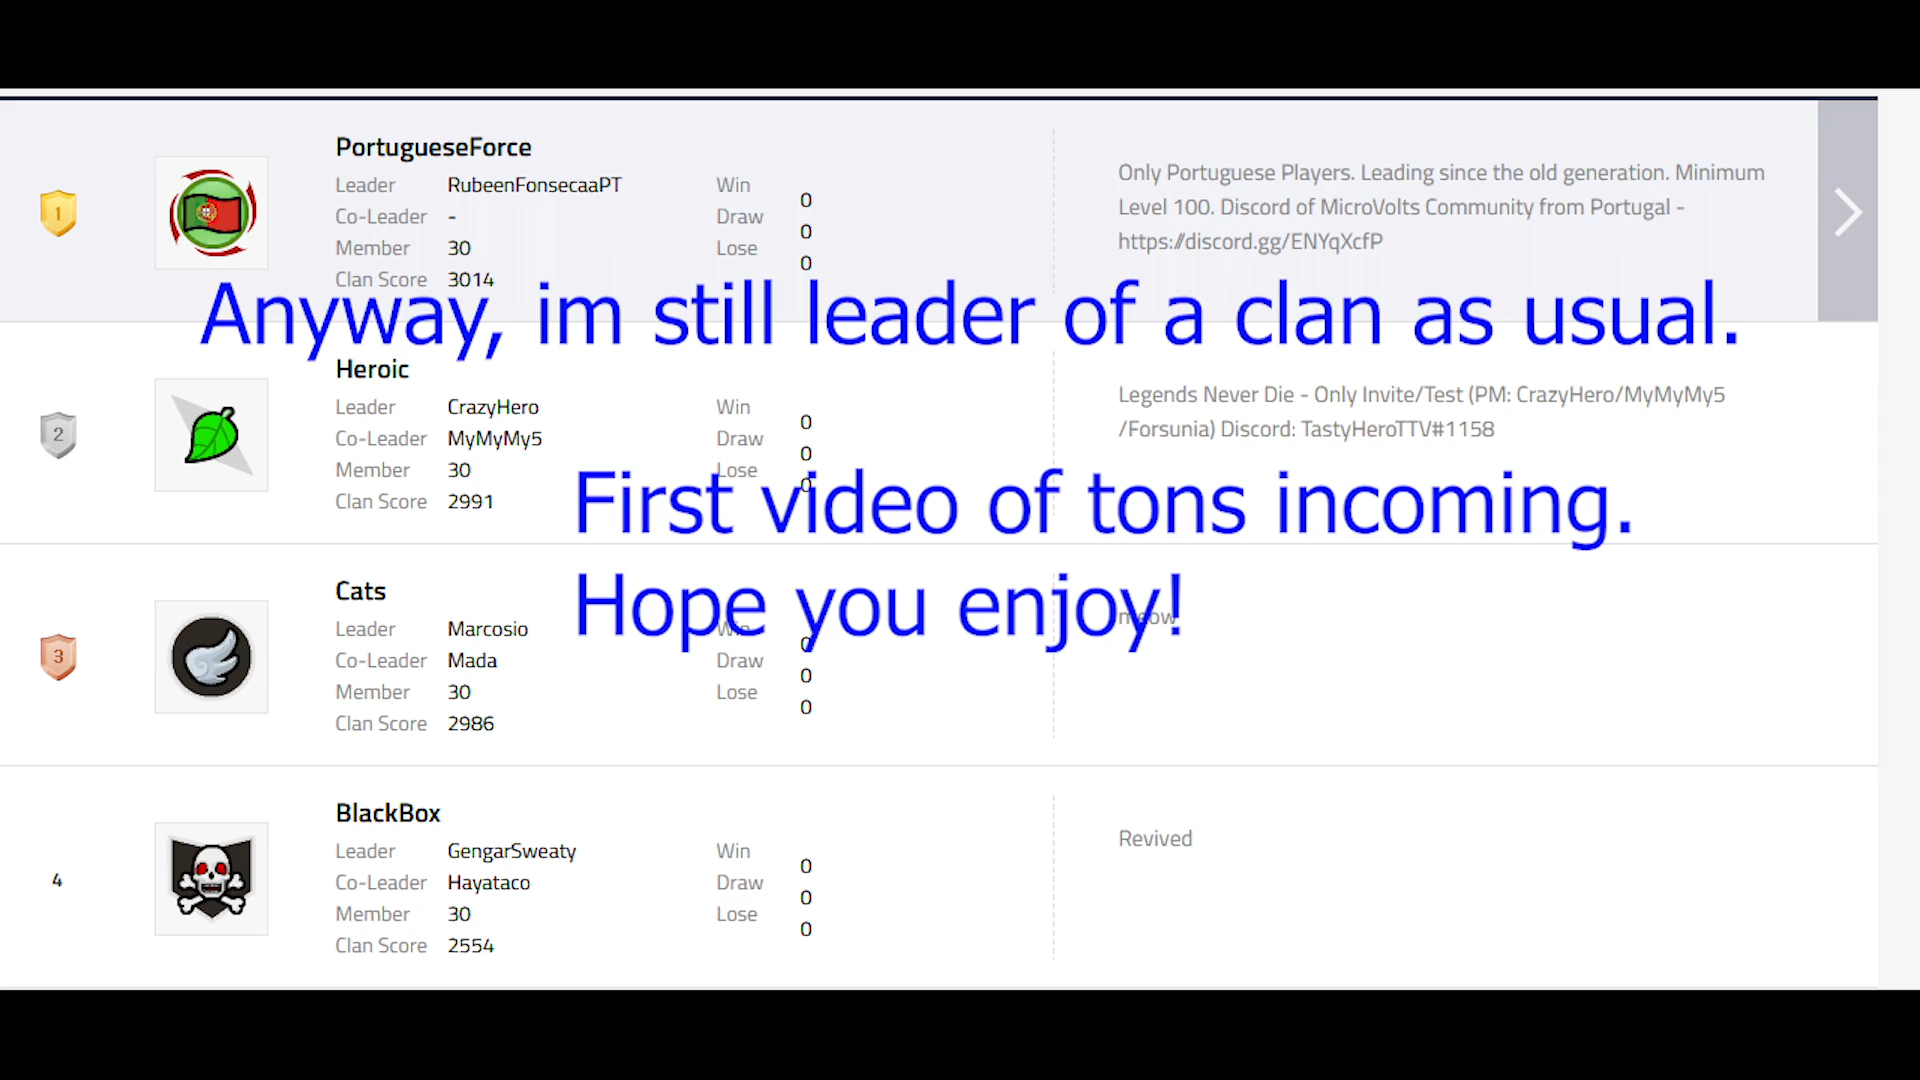 1
PortugueseForce
Leader RubeenFonsecaaPT
Co-Leader -
Member 30
Clan Score 3014
Win 0
Draw 0
Lose 0
Only Portuguese Players. Leading since the old generation. Minimum
Level 100. Discord of MicroVolts Community from Portugal -
https://discord.gg/ENYqXcfP
Anyway, im still leader of a clan as usual.
2
Heroic
Leader CrazyHero
Co-Leader MyMyMy5
Member 30
Clan Score 2991
Win 0
Draw 0
Lose 0
Legends Never Die - Only Invite/Test (PM: CrazyHero/MyMyMy5
/Forsunia) Discord: TastyHeroTTV#1158
First video of tons incoming.
Hope you enjoy!
3
Cats
Leader Marcosio
Co-Leader Mada
Member 30
Clan Score 2986
Win 0
Draw 0
Lose 0
meow
4
BlackBox
Leader GengarSweaty
Co-Leader Hayataco
Member 30
Clan Score 2554
Win 0
Draw 0
Lose 0
Revived